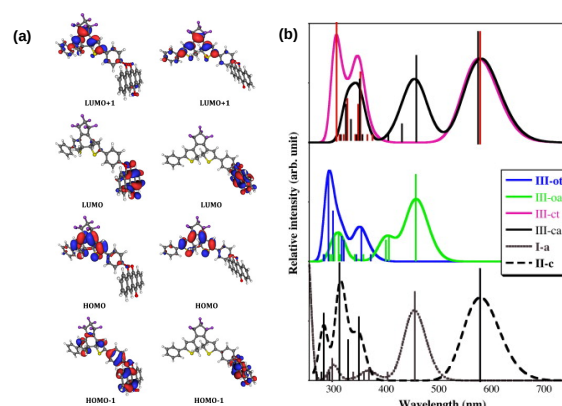 (a)
LUMO+1
LUMO+1
LUMO
LUMO
HOMO
HOMO
HOMO-1
HOMO-1
(b)
Relative intensity (arb. unit)
III-ot
III-oa
III-ct
III-ca
I-a
II-c
300
400
500
600
700
Wavelength (nm)